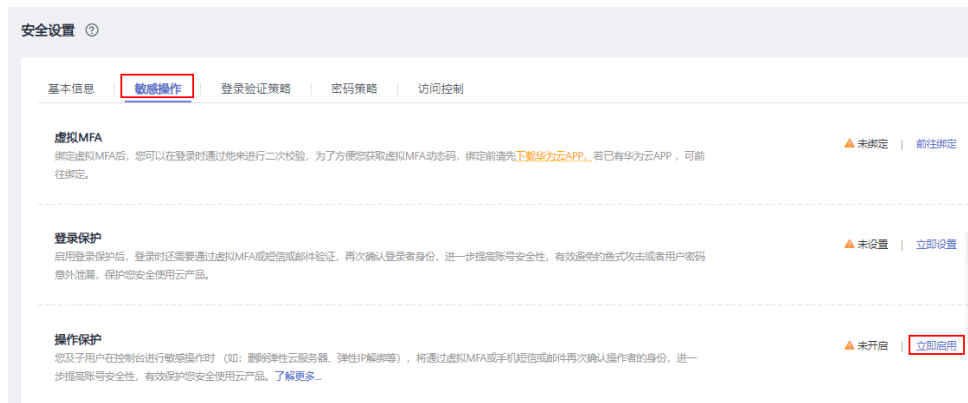 安全设置 ?
基本信息 | 敏感操作 | 登录验证策略 | 密码策略 | 访问控制
虚拟MFA
绑定虚拟MFA后，您可以在登录时通过他来进行二次校验，为了方便您获取虚拟MFA动态码，绑定前请先下载华为云APP，若已有华为云APP，可前
往绑定。
未绑定 | 前往绑定
登录保护
启用登录保护后，登录时还需要通过虚拟MFA或短信或邮件验证，再次确认登录者身份，进一步提高账号安全性，有效避免钓鱼式攻击或者用户密码
意外泄漏，保护您安全使用云产品。
未设置 | 立即设置
操作保护
您及子用户在控制台进行敏感操作时（如：删除弹性云服务器、弹性IP解绑等），将通过虚拟MFA或手机短信或邮件再次确认操作者的身份，进一
步提高账号安全性，有效保护您安全使用云产品。了解更多...
未开启 | 立即启用